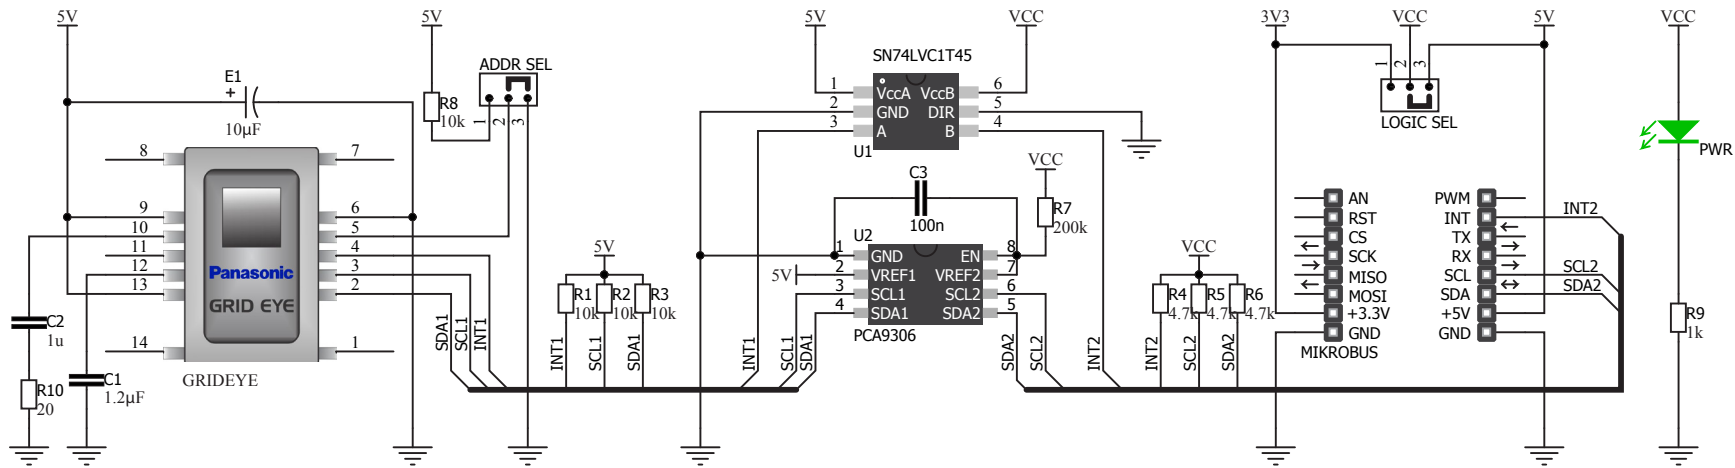 5V
5V
5V
VCC
3V3
VCC
5V
VCC
E1
+
10µF
R8
10k
ADDR SEL
1
2
3
8
7
9
10
11
12
13
14
6
5
4
3
2
1
Panasonic
GRID EYE
GRIDEYE
C2
1u
R10
20
C1
1.2µF
SDA1
SCL1
INT1
5V
R1
10k
R2
10k
R3
10k
INT1
SCL1
SDA1
SN74LVC1T45
1
2
3
VccA
GND
A
VccB
DIR
B
6
5
4
U1
C3
100n
VCC
R7
200k
U2
1
2
3
4
GND
VREF1
SCL1
SDA1
EN
VREF2
SCL2
SDA2
8
7
6
5
5V
PCA9306
INT1
SCL1
SDA1
SDA2
SCL2
INT2
VCC
R4
4.7k
R5
4.7k
R6
4.7k
INT2
SCL2
SDA2
1
2
3
LOGIC SEL
AN
RST
CS
SCK
MISO
MOSI
+3.3V
GND
PWM
INT
TX
RX
SCL
SDA
+5V
GND
MIKROBUS
INT2
SCL2
SDA2
PWR
R9
1k